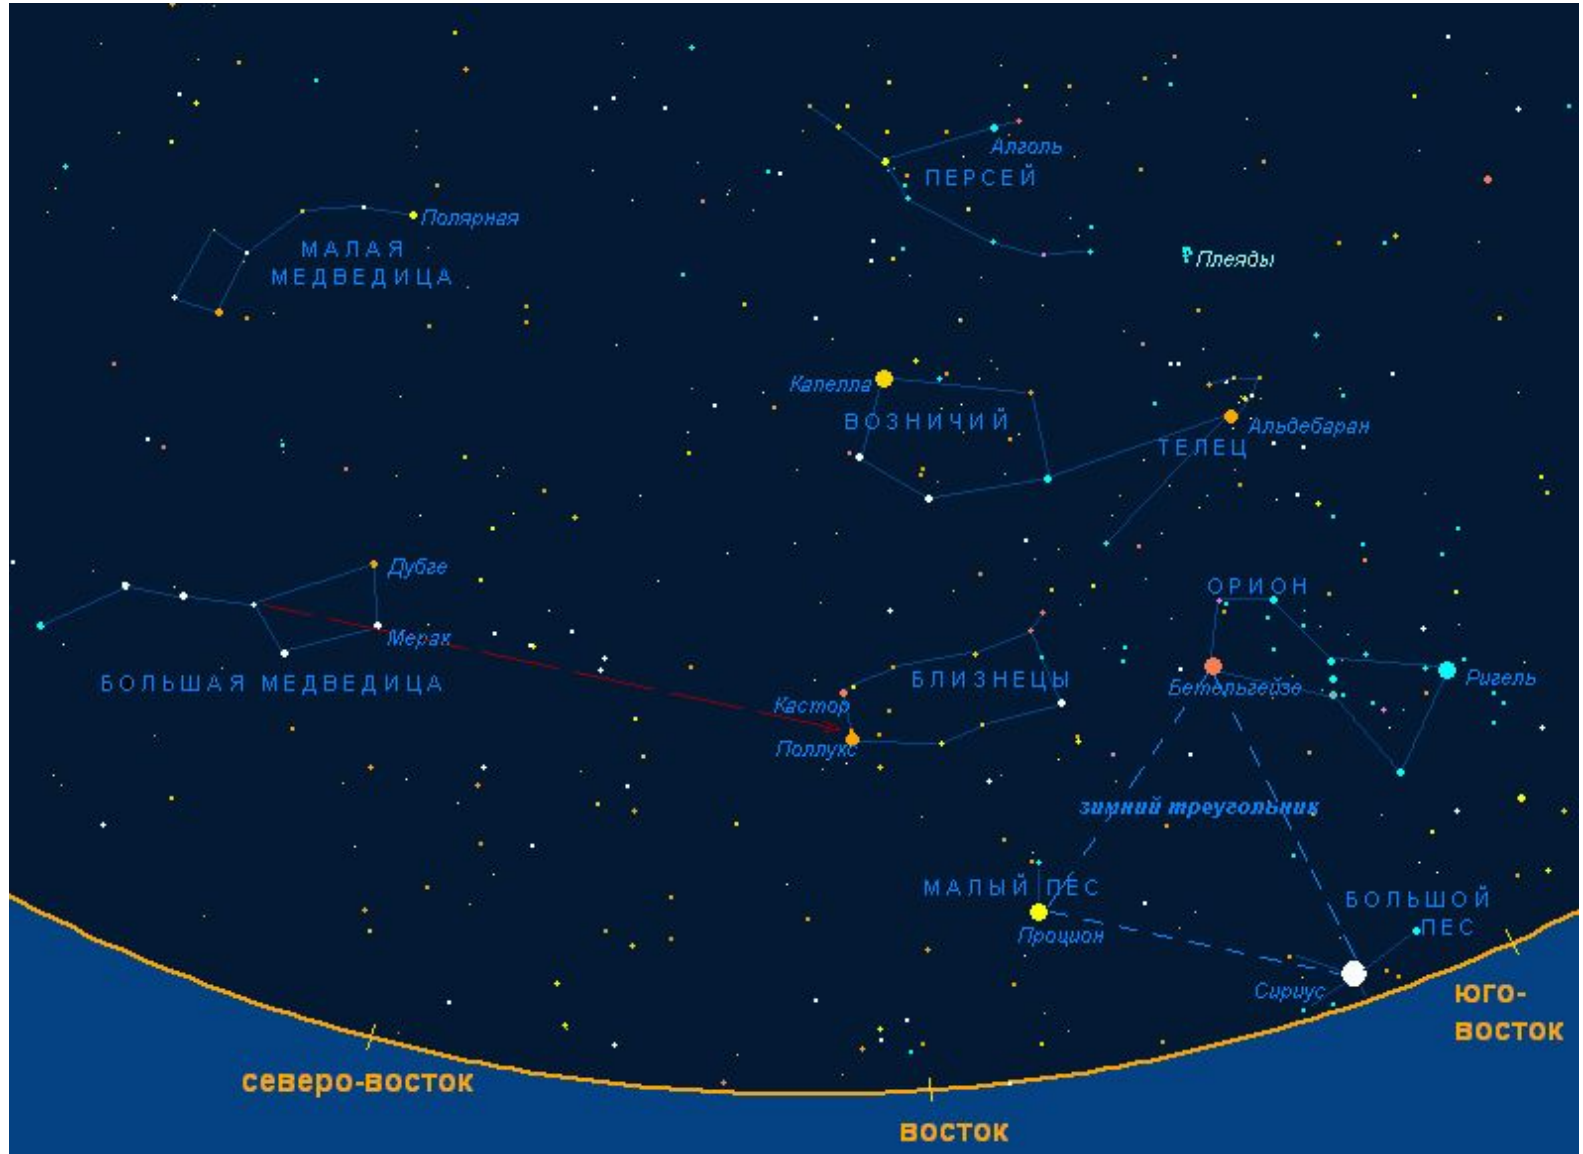 Алголь
ПЕРСЕЙ
Полярная
МАЛАЯ
МЕДВЕДИЦА
Плеяды
Капелла
ВОЗНИЧИЙ
Альдебаран
ТЕЛЕЦ
Дубге
ОРИОН
Мерак
БОЛЬШАЯ МЕДВЕДИЦА
БЛИЗНЕЦЫ
Бетельгейзе
Ригель
Кастор
Поллукс
зимний треугольник
МАЛЫЙ ПЕС
БОЛЬШОЙ
ПЕС
Процион
Сириус
юго-
восток
северо-восток
восток